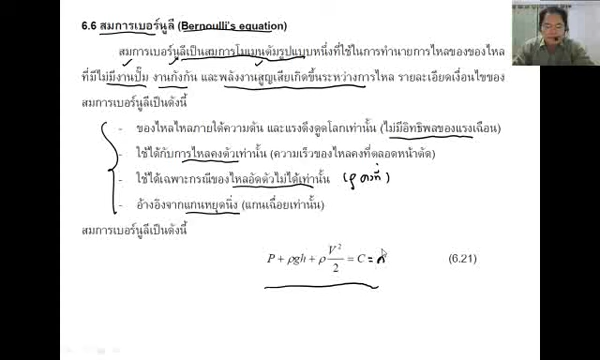 6.6 สมการเบอร์นูลี (Bernoulli's equation)
สมการเบอร์นูลีเป็นสมการโมเมนตัมรูปแบบหนึ่งที่ใช้ในการทำนายการไหลของของไหล
ที่มีไม่มีงานปั๊ม งานกังหัน และพลังงานสูญเสียเกิดขึ้นระหว่างการไหล รายละเอียดเงื่อนไขของ
สมการเบอร์นูลีเป็นดังนี้
- ของไหลไหลภายใต้ความดัน และแรงดึงดูดโลกเท่านั้น (ไม่มีอิทธิพลของแรงเฉือน)
- ใช้ได้กับการไหลคงตัวเท่านั้น (ความเร็วของไหลคงที่ตลอดหน้าตัด)
- ใช้ได้เฉพาะกรณีของไหลอัดตัวไม่ได้เท่านั้น (ρ คงที่)
- อ้างอิงจากแกนหยุดนิ่ง (แกนเฉื่อยเท่านั้น)
สมการเบอร์นูลีเป็นดังนี้
P + ρgh + ρ V²/2 = C = (6.21)